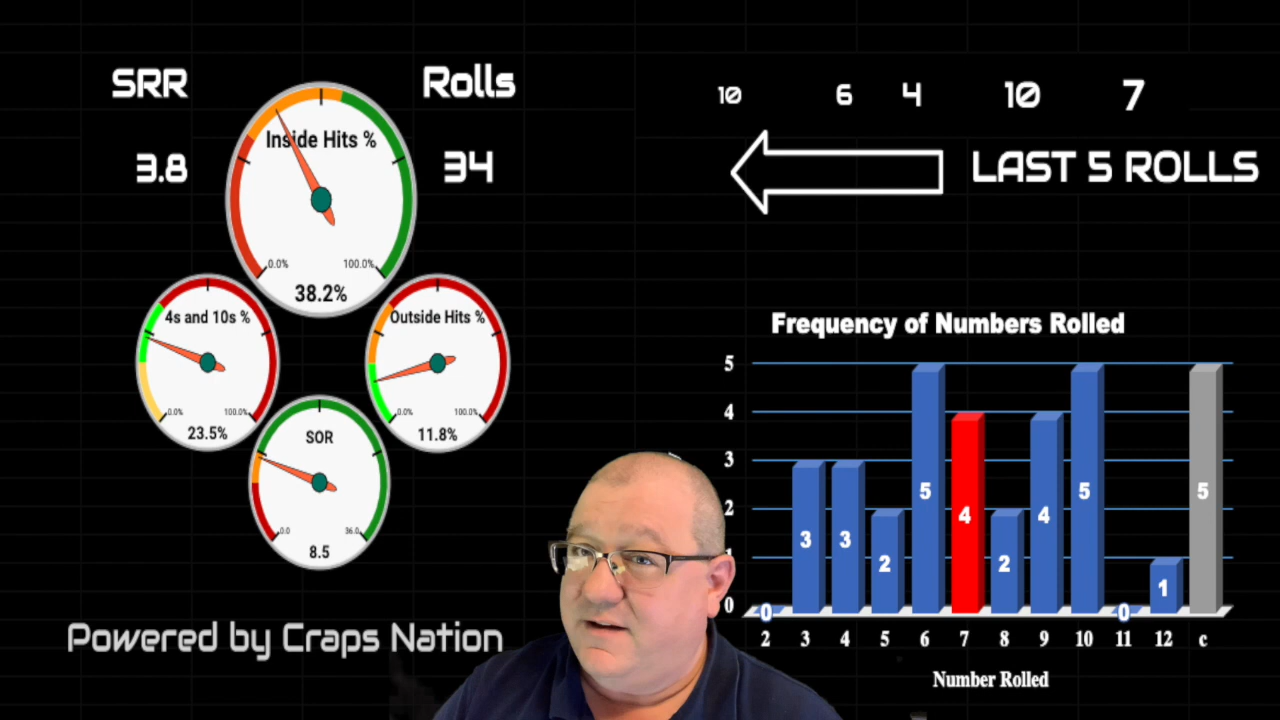 SRR
3.8
Inside Hits %
0.0%
100.0%
38.2%
Rolls
34
10 6 4 10 7
LAST 5 ROLLS
4s and 10s %
0.0%
100.0%
23.5%
Outside Hits %
0.0%
100.0%
11.8%
SOR
0.0
36.0
8.5
Powered by Craps Nation
Frequency of Numbers Rolled
5
4
3
2
1
0
0 3 3 2 5 4 2 4 5 0 1 5
2 3 4 5 6 7 8 9 10 11 12 c
Number Rolled